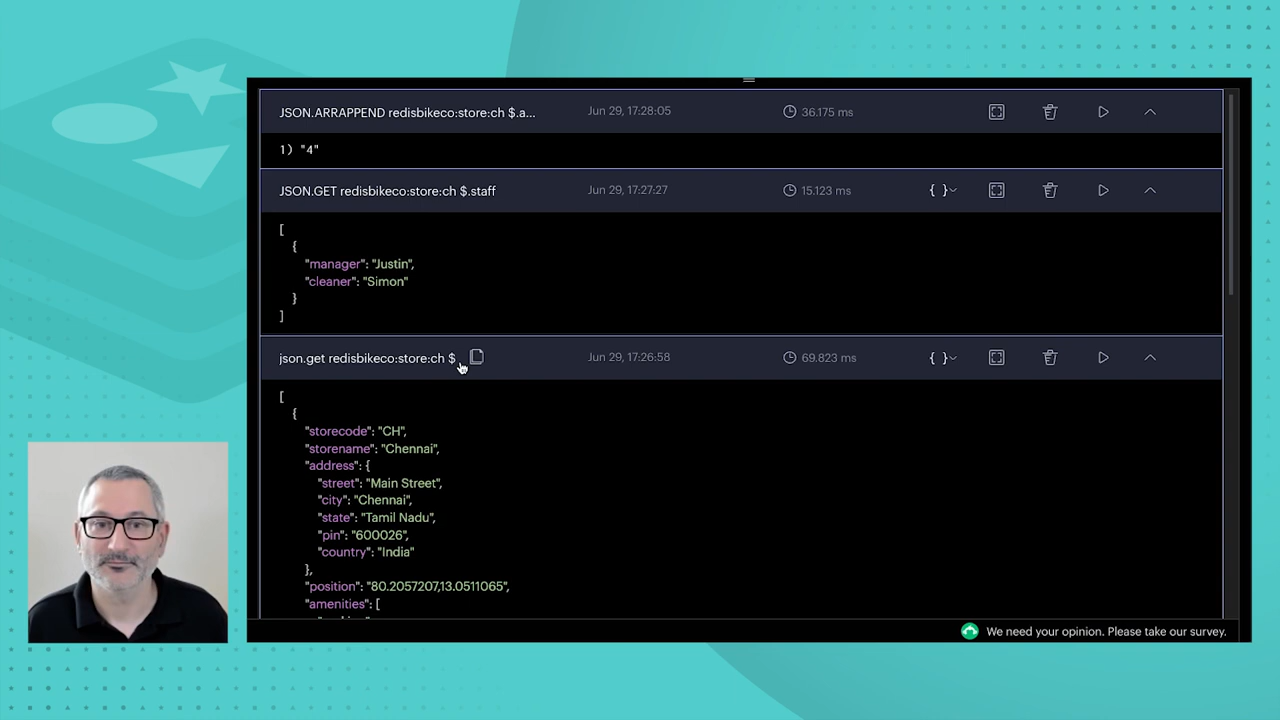 JSON.ARRAPPEND redisbikeco:store:ch $.a... Jun 29, 17:28:05 36.175 ms
1) "4"
JSON.GET redisbikeco:store:ch $.staff Jun 29, 17:27:27 15.123 ms { }
[
{
"manager": "Justin",
"cleaner": "Simon"
}
]
json.get redisbikeco:store:ch $ Jun 29, 17:26:58 69.823 ms { }
[
{
"storecode": "CH",
"storename": "Chennai",
"address": {
"street": "Main Street",
"city": "Chennai",
"state": "Tamil Nadu",
"pin": "600026",
"country": "India"
},
"position": "80.2057207,13.0511065",
"amenities": [
We need your opinion. Please take our survey.